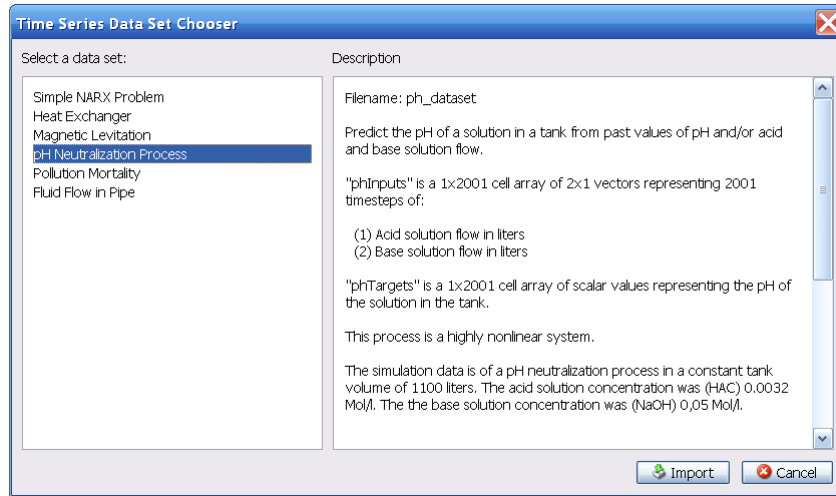 Time Series Data Set Chooser
Select a data set:
Simple NARX Problem
Heat Exchanger
Magnetic Levitation
pH Neutralization Process
Pollution Mortality
Fluid Flow in Pipe
Description
Filename: ph_dataset
Predict the pH of a solution in a tank from past values of pH and/or acid
and base solution flow.
"phInputs" is a 1x2001 cell array of 2x1 vectors representing 2001
timesteps of:
(1) Acid solution flow in liters
(2) Base solution flow in liters
"phTargets" is a 1x2001 cell array of scalar values representing the pH of
the solution in the tank.
This process is a highly nonlinear system.
The simulation data is of a pH neutralization process in a constant tank
volume of 1100 liters. The acid solution concentration was (HAC) 0.0032
Mol/l. The the base solution concentration was (NaOH) 0,05 Mol/l.
Import
Cancel